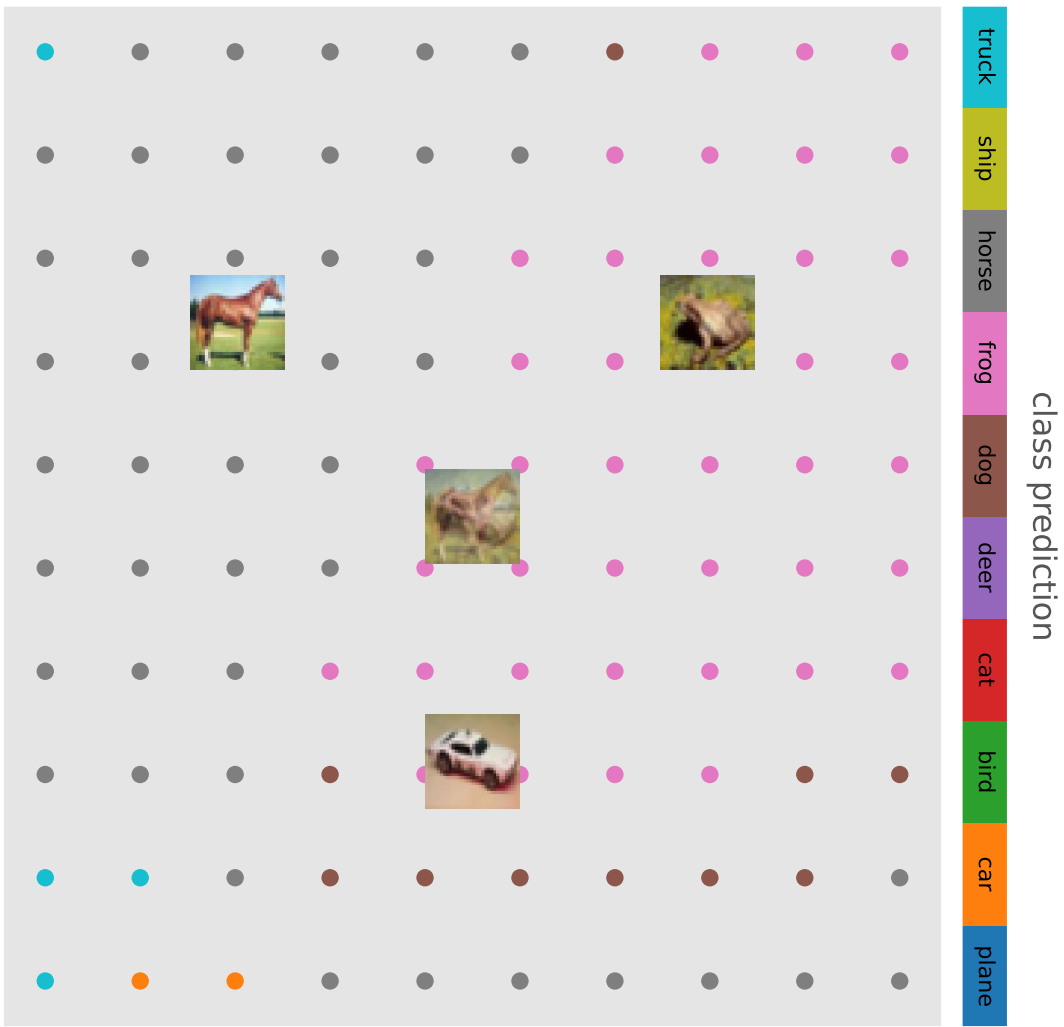 truck
ship
horse
frog
dog
deer
cat
bird
car
plane
class prediction